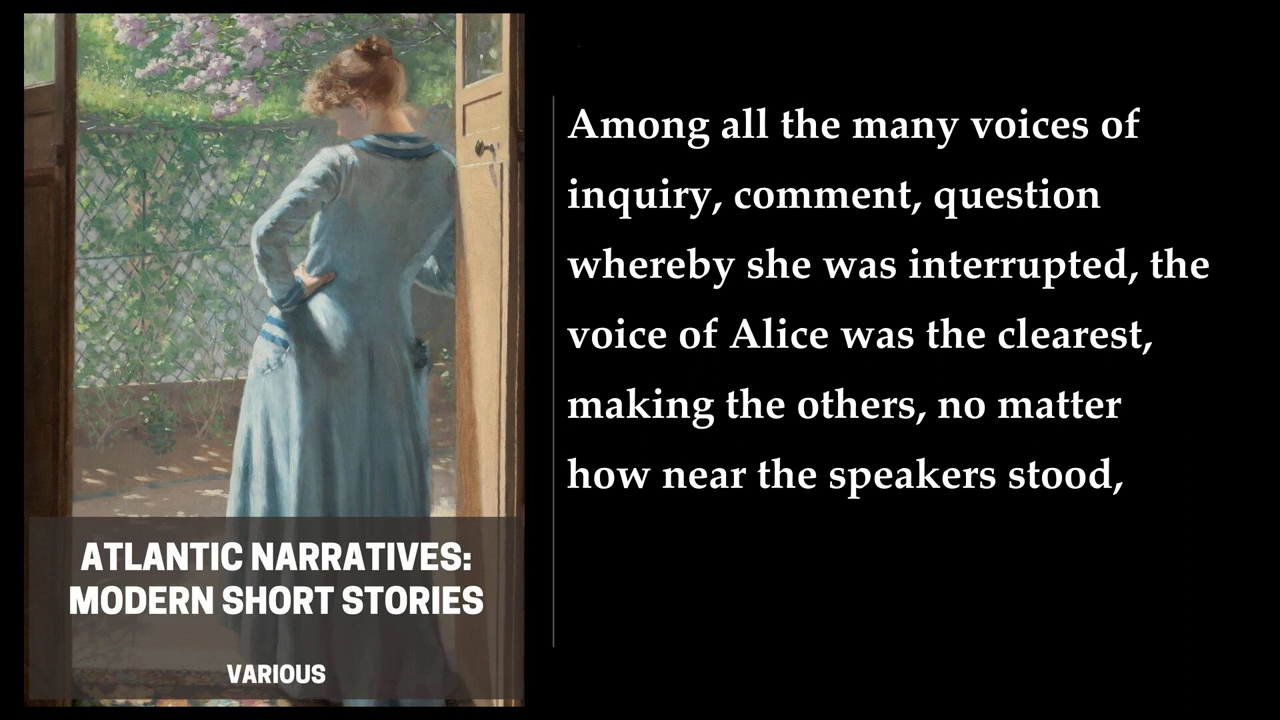 ATLANTIC NARRATIVES:
MODERN SHORT STORIES
VARIOUS
Among all the many voices of
inquiry, comment, question
whereby she was interrupted, the
voice of Alice was the clearest,
making the others, no matter
how near the speakers stood,